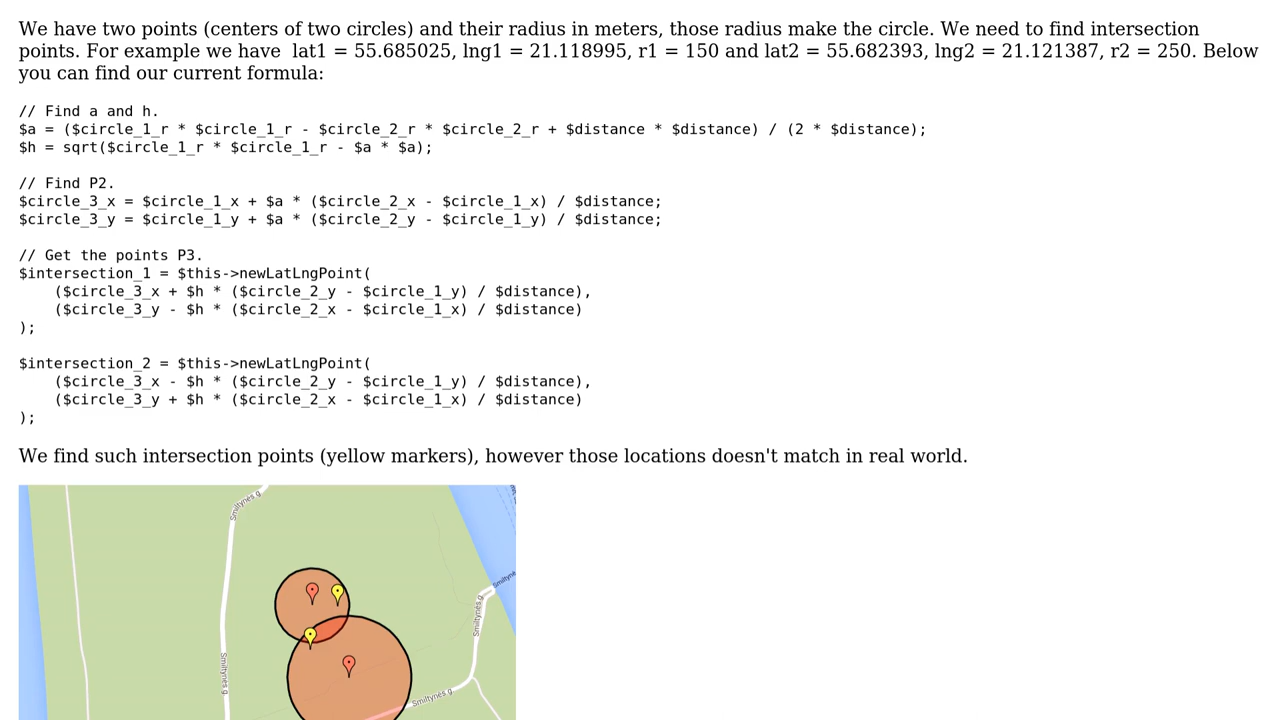 We have two points (centers of two circles) and their radius in meters, those radius make the circle. We need to find intersection
points. For example we have  lat1 = 55.685025, lng1 = 21.118995, r1 = 150 and lat2 = 55.682393, lng2 = 21.121387, r2 = 250. Below
you can find our current formula:
// Find a and h.
$a = ($circle_1_r * $circle_1_r - $circle_2_r * $circle_2_r + $distance * $distance) / (2 * $distance);
$h = sqrt($circle_1_r * $circle_1_r - $a * $a);
// Find P2.
$circle_3_x = $circle_1_x + $a * ($circle_2_x - $circle_1_x) / $distance;
$circle_3_y = $circle_1_y + $a * ($circle_2_y - $circle_1_y) / $distance;
// Get the points P3.
$intersection_1 = $this->newLatLngPoint(
    ($circle_3_x + $h * ($circle_2_y - $circle_1_y) / $distance),
    ($circle_3_y - $h * ($circle_2_x - $circle_1_x) / $distance)
);
$intersection_2 = $this->newLatLngPoint(
    ($circle_3_x - $h * ($circle_2_y - $circle_1_y) / $distance),
    ($circle_3_y + $h * ($circle_2_x - $circle_1_x) / $distance)
);
We find such intersection points (yellow markers), however those locations doesn't match in real world.
Smiltynės g.
Smiltyne
Smiltynės g.
Smiltynės g.
Smiltynės g.